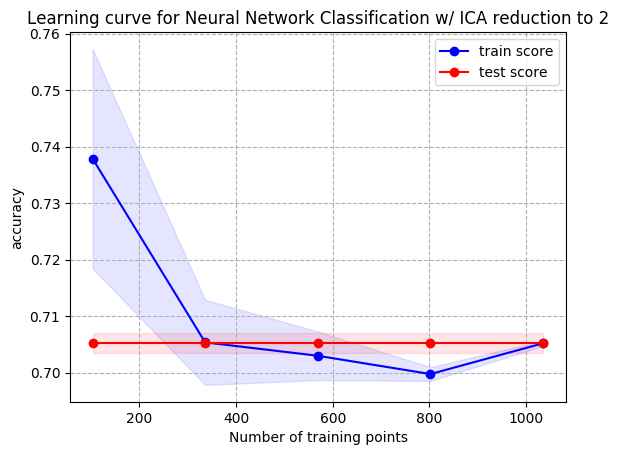 Learning curve for Neural Network Classification w/ ICA reduction to 2
0.76
0.75
0.74
0.73
0.72
0.71
0.70
accuracy
train score
test score
200
400
600
800
1000
Number of training points